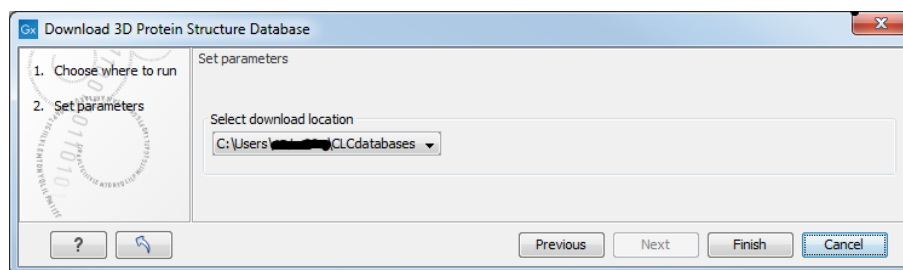 Gx Download 3D Protein Structure Database
X
1. Choose where to run
2. Set parameters
Set parameters
Select download location
C:\Users\ \CLCdatabases
?
Previous
Next
Finish
Cancel